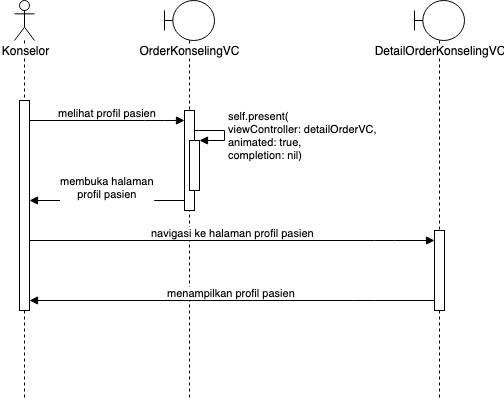 Konselor
OrderKonselingVC
DetailOrderKonselingVC
melihat profil pasien
self.present(
viewController: detailOrderVC,
animated: true,
completion: nil)
membuka halaman
profil pasien
navigasi ke halaman profil pasien
menampilkan profil pasien